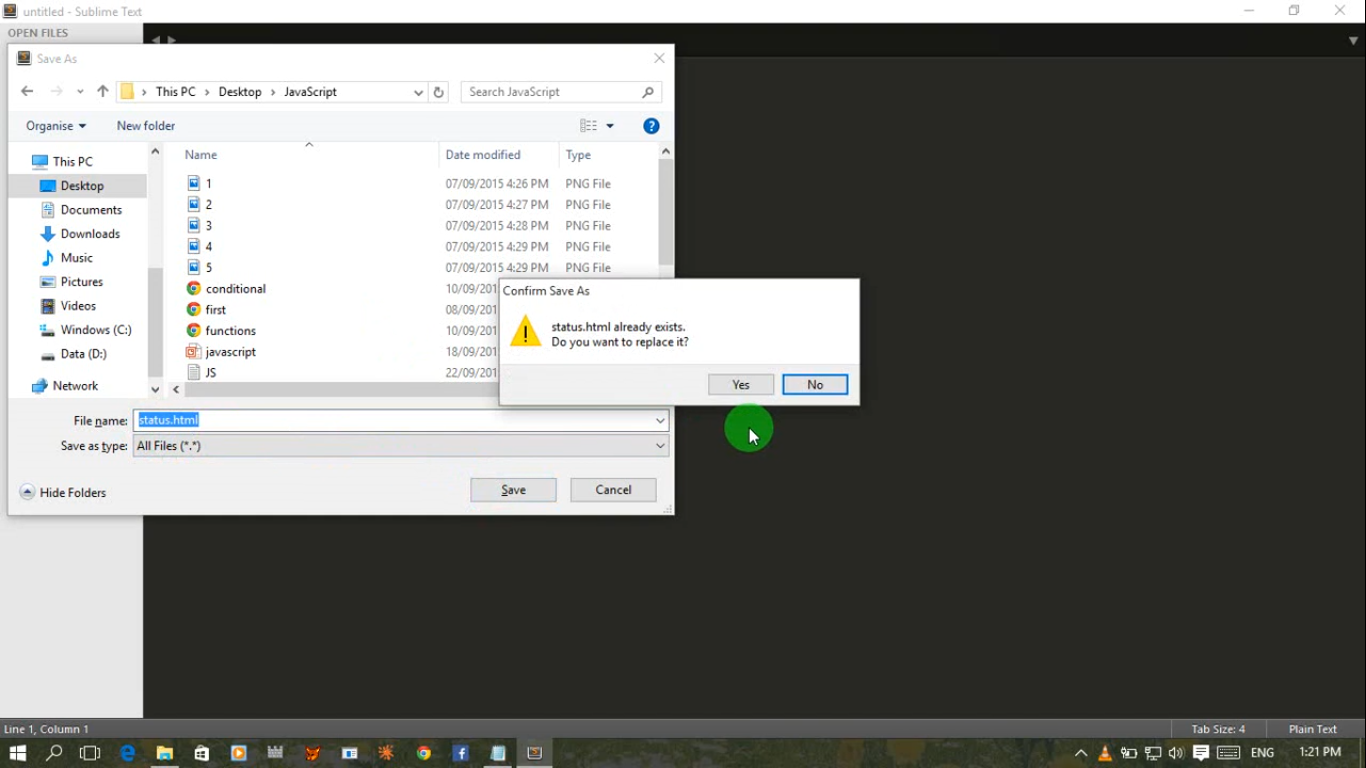 untitled - Sublime Text
OPEN FILES
Save As
This PC > Desktop > JavaScript
Search JavaScript
Organise
New folder
Name
Date modified
Type
This PC
Desktop
Documents
Downloads
Music
Pictures
Videos
Windows (C:)
Data (D:)
Network
1 07/09/2015 4:26 PM PNG File
2 07/09/2015 4:27 PM PNG File
3 07/09/2015 4:28 PM PNG File
4 07/09/2015 4:29 PM PNG File
5 07/09/2015 4:29 PM PNG File
conditional 10/09/201
first 08/09/201
functions 10/09/201
javascript 18/09/201
JS 22/09/201
Confirm Save As
status.html already exists.
Do you want to replace it?
Yes
No
File name: status.html
Save as type: All Files (*.*)
Hide Folders
Save
Cancel
Line 1, Column 1
Tab Size: 4
Plain Text
ENG
1:21 PM